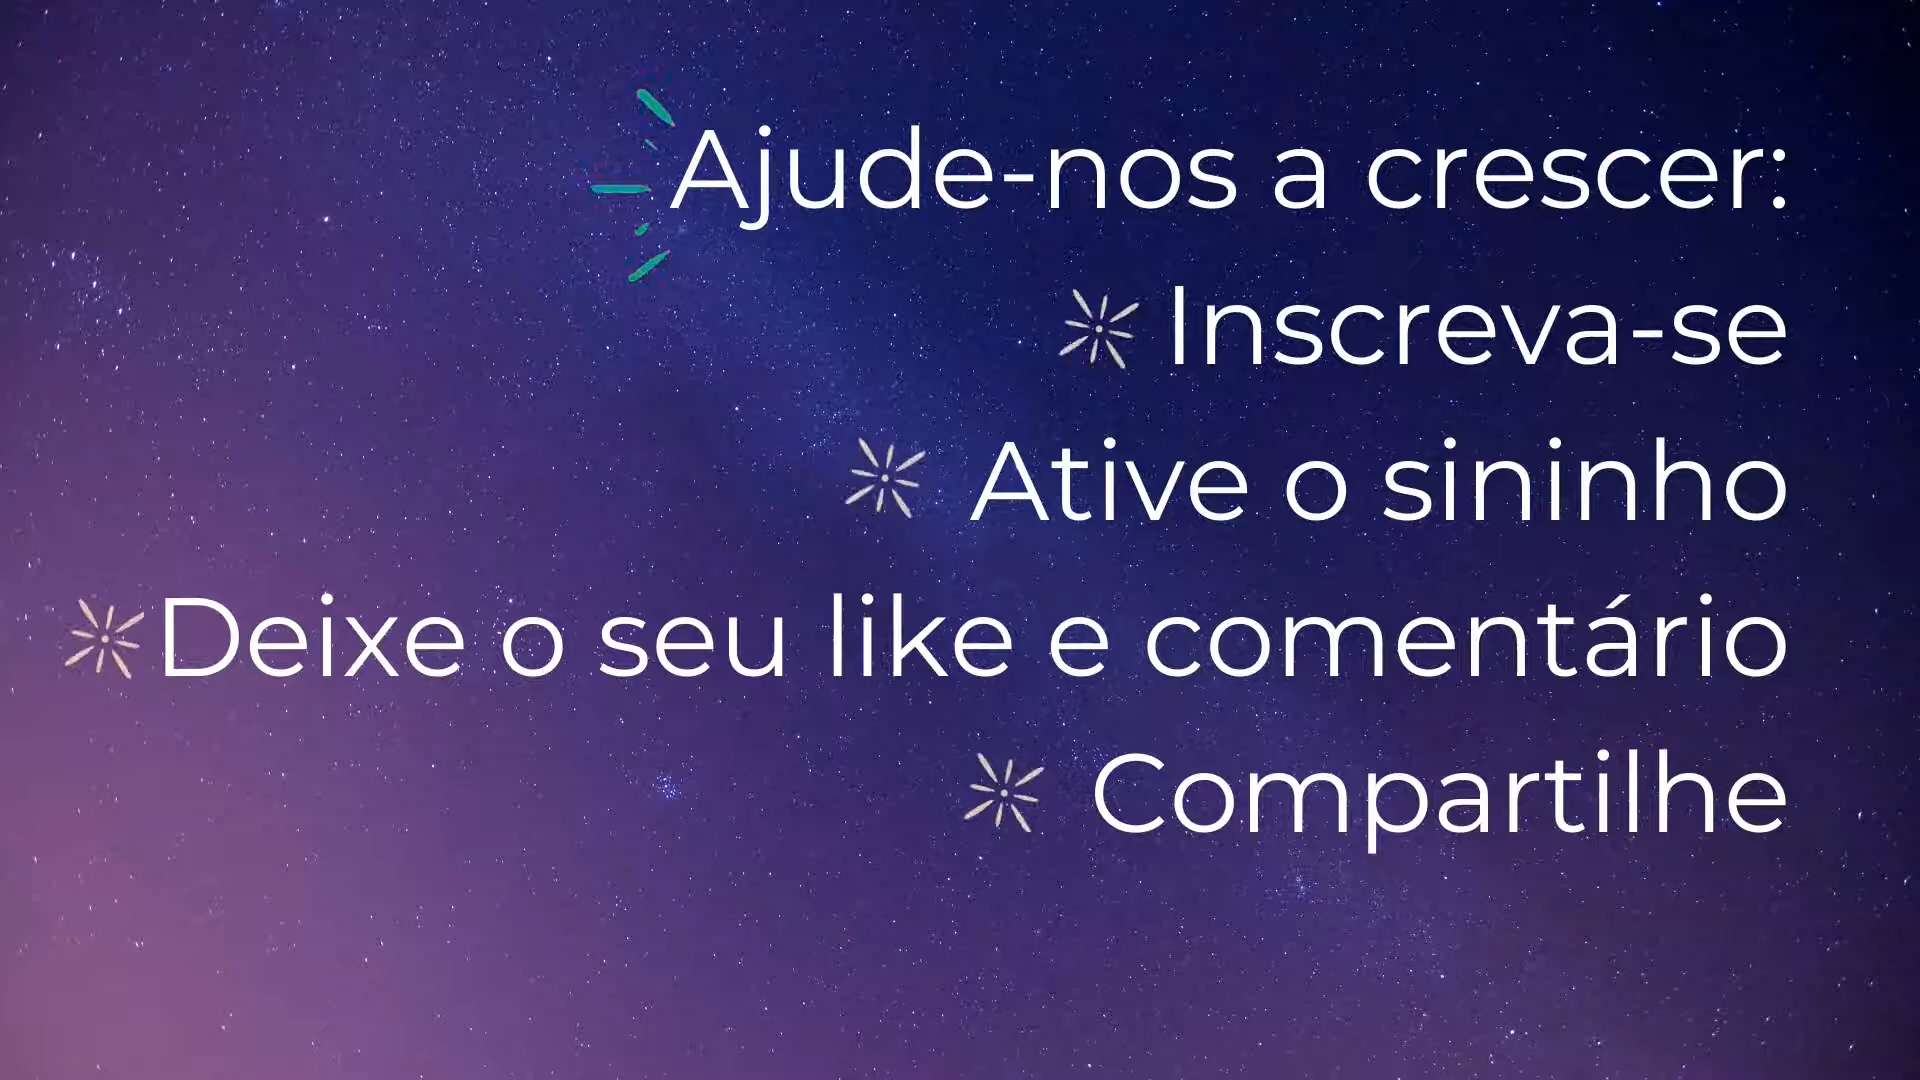 Ajude-nos a crescer:
Inscreva-se
Ative o sininho
Deixe o seu like e comentário
Compartilhe